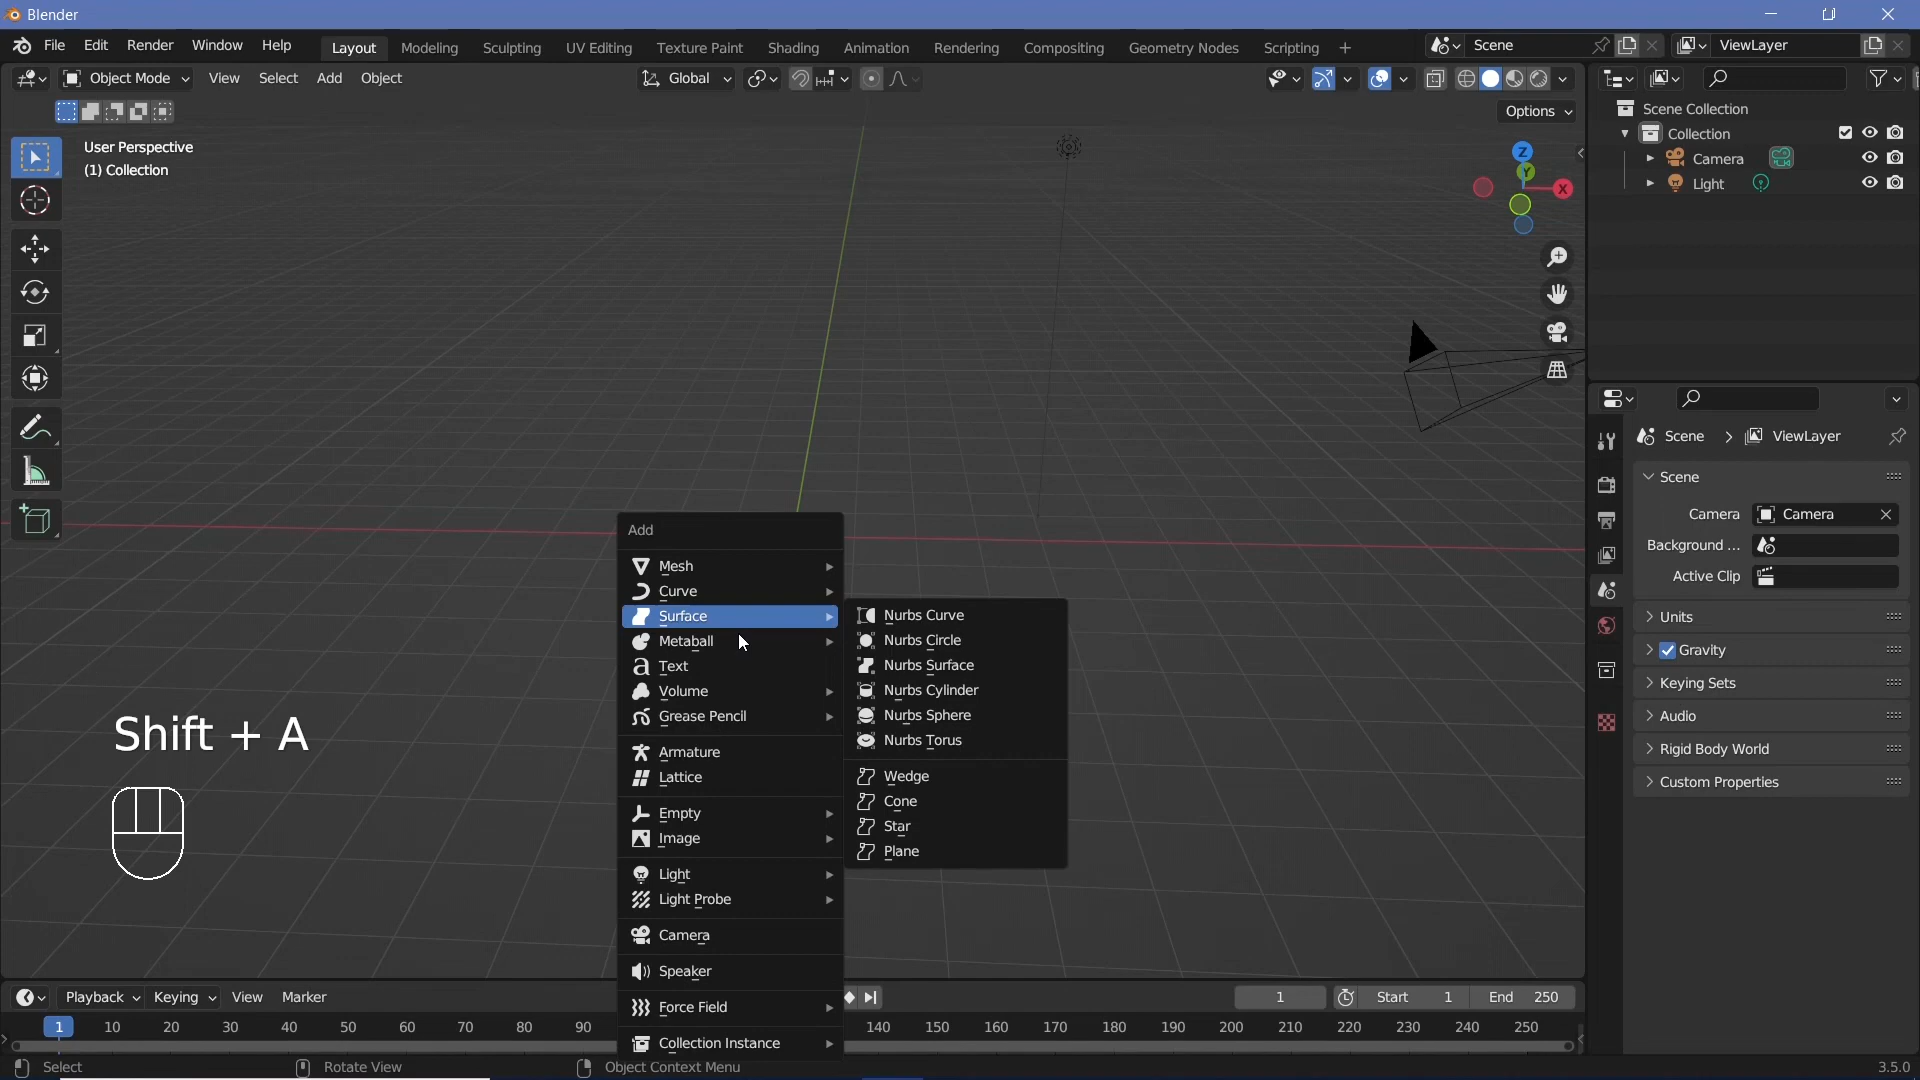 Blender
File Edit Render Window Help Layout Modeling Sculpting UV Editing Texture Paint Shading Animation Rendering Compositing Geometry Nodes Scripting + Scene ViewLayer
Object Mode View Select Add Object Global
Options
User Perspective
(1) Collection
Z
Y
X
Scene Collection
Collection
Camera
Light
Scene > ViewLayer
Scene
Camera Camera
Background ...
Active Clip
Units
Gravity
Keying Sets
Audio
Rigid Body World
Custom Properties
Add
Mesh
Curve
Surface
Metaball
Text
Volume
Grease Pencil
Armature
Lattice
Empty
Image
Light
Light Probe
Camera
Speaker
Force Field
Collection Instance
Nurbs Curve
Nurbs Circle
Nurbs Surface
Nurbs Cylinder
Nurbs Sphere
Nurbs Torus
Wedge
Cone
Star
Plane
Shift + A
Playback Keying View Marker 1 Start 1 End 250
1 10 20 30 40 50 60 70 80 90 140 150 160 170 180 190 200 210 220 230 240 250
Select Rotate View Object Context Menu 3.5.0